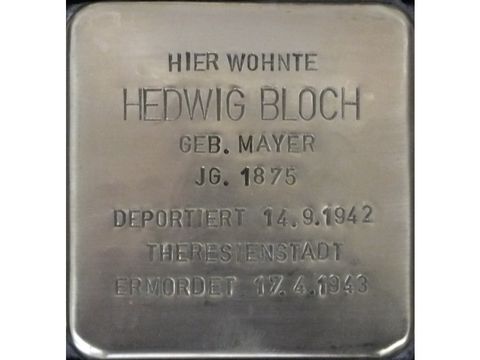 HIER WOHNTE
HEDWIG BLOCH
GEB. MAYER
JG. 1875
DEPORTIERT 14.9.1942
THERESIENSTADT
ERMORDET 17.4.1943